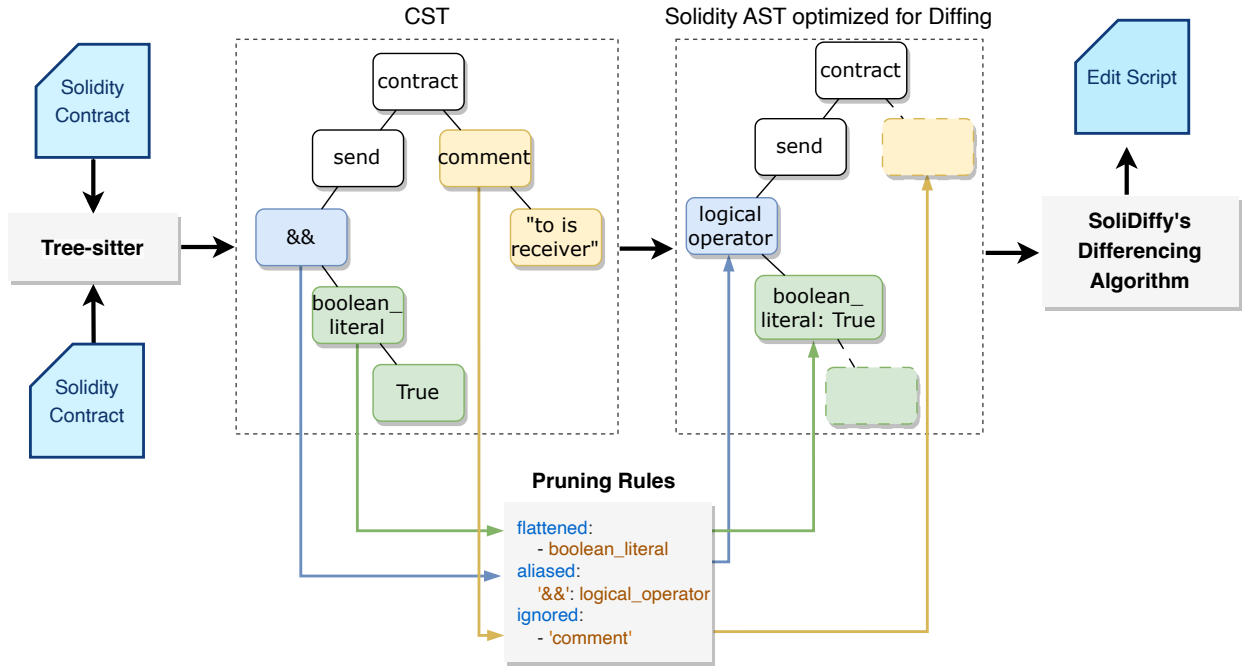 CST
Solidity AST optimized for Diffing
Solidity
Contract
Edit Script
contract
contract
send
comment
send
&&
"to is
receiver"
logical
operator
Tree-sitter
SoliDiffy's
Differencing
Algorithm
boolean_
literal
boolean_
literal: True
True
Solidity
Contract
Pruning Rules
flattened:
- boolean_literal
aliased:
'&&': logical_operator
ignored:
- 'comment'